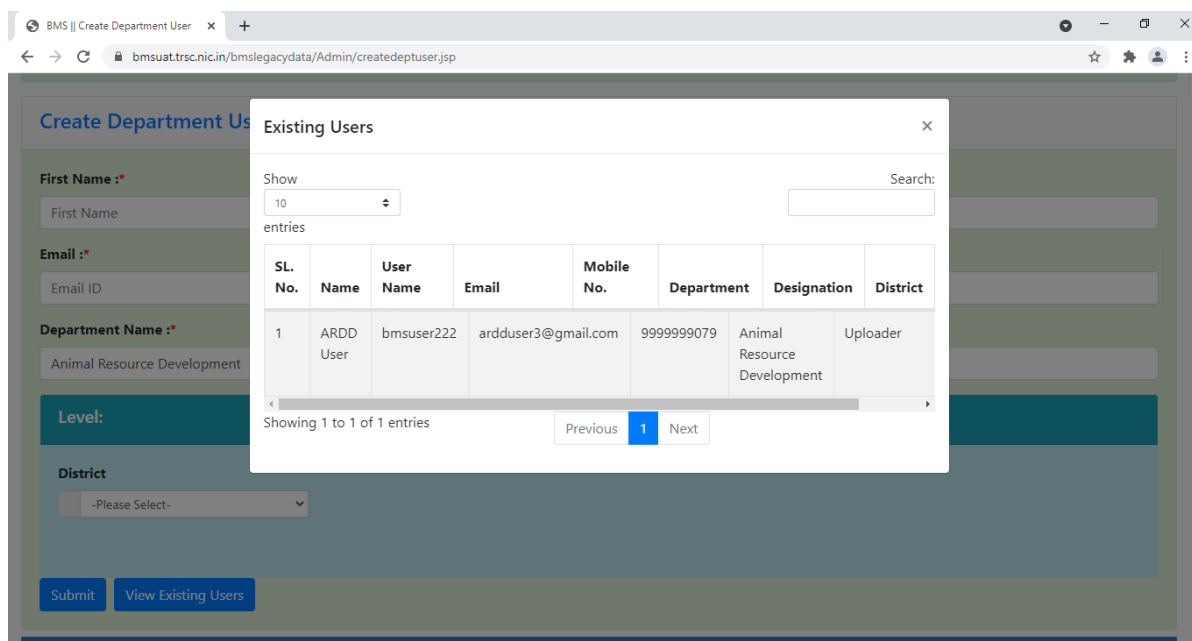 BMS || Create Department User
bmsuat.trsc.nic.in/bmslegacydata/Admin/createdeptuser.jsp
Create Department Us
First Name :*
First Name
Email :*
Email ID
Department Name :*
Animal Resource Development
Level:
District
-Please Select-
Submit View Existing Users
Existing Users ×
Show
10
entries
Search:
SL. No. Name User Name Email Mobile No. Department Designation District
1 ARDD User bmsuser222 ardduser3@gmail.com 9999999079 Animal Resource Development Uploader
Showing 1 to 1 of 1 entries
Previous 1 Next